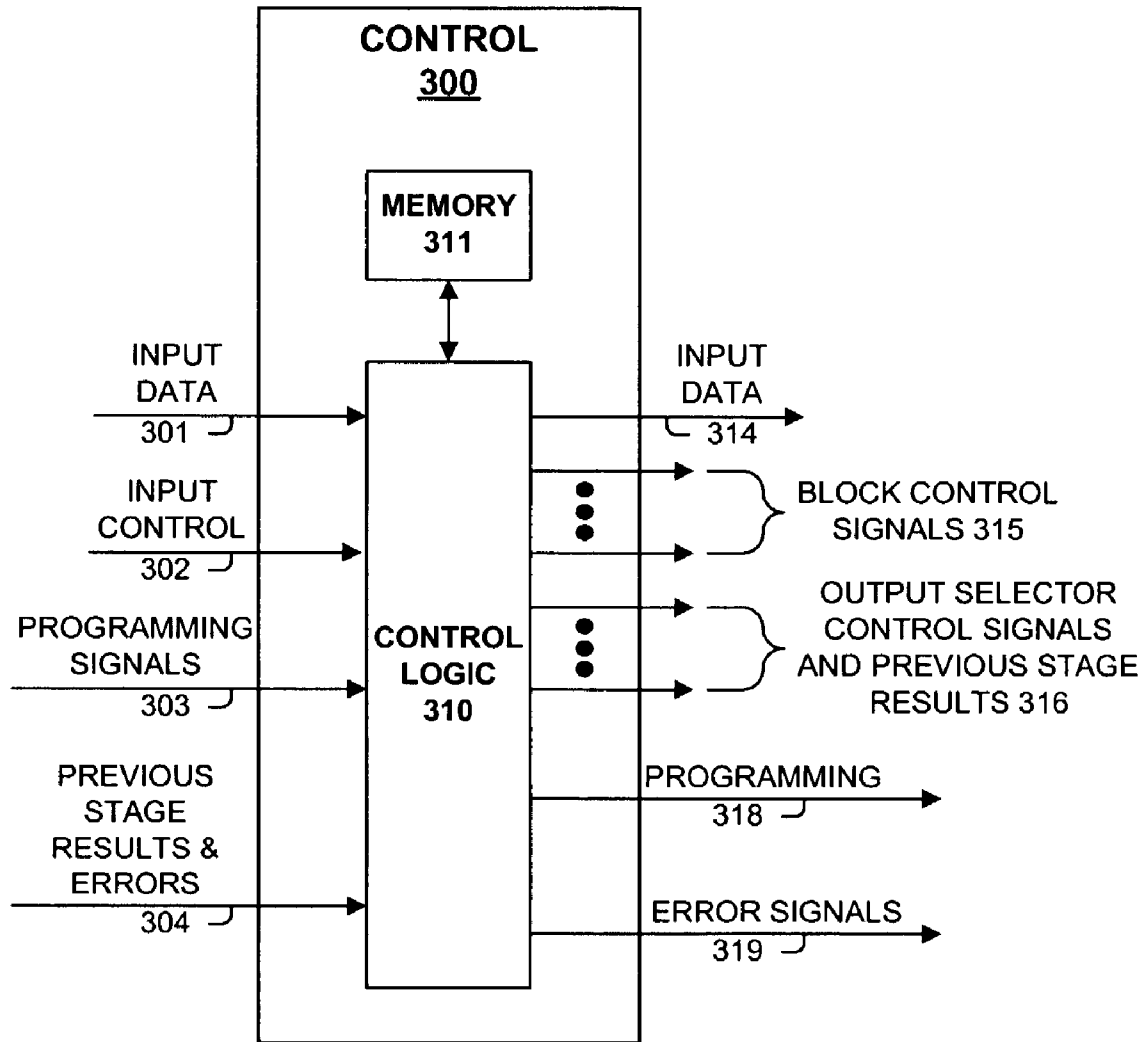 CONTROL
300
MEMORY
311
INPUT
DATA
301
INPUT
CONTROL
302
PROGRAMMING
SIGNALS
303
PREVIOUS
STAGE
RESULTS &
ERRORS
304
CONTROL
LOGIC
310
INPUT
DATA
314
BLOCK CONTROL
SIGNALS 315
OUTPUT SELECTOR
CONTROL SIGNALS
AND PREVIOUS STAGE
RESULTS 316
PROGRAMMING
318
ERROR SIGNALS
319